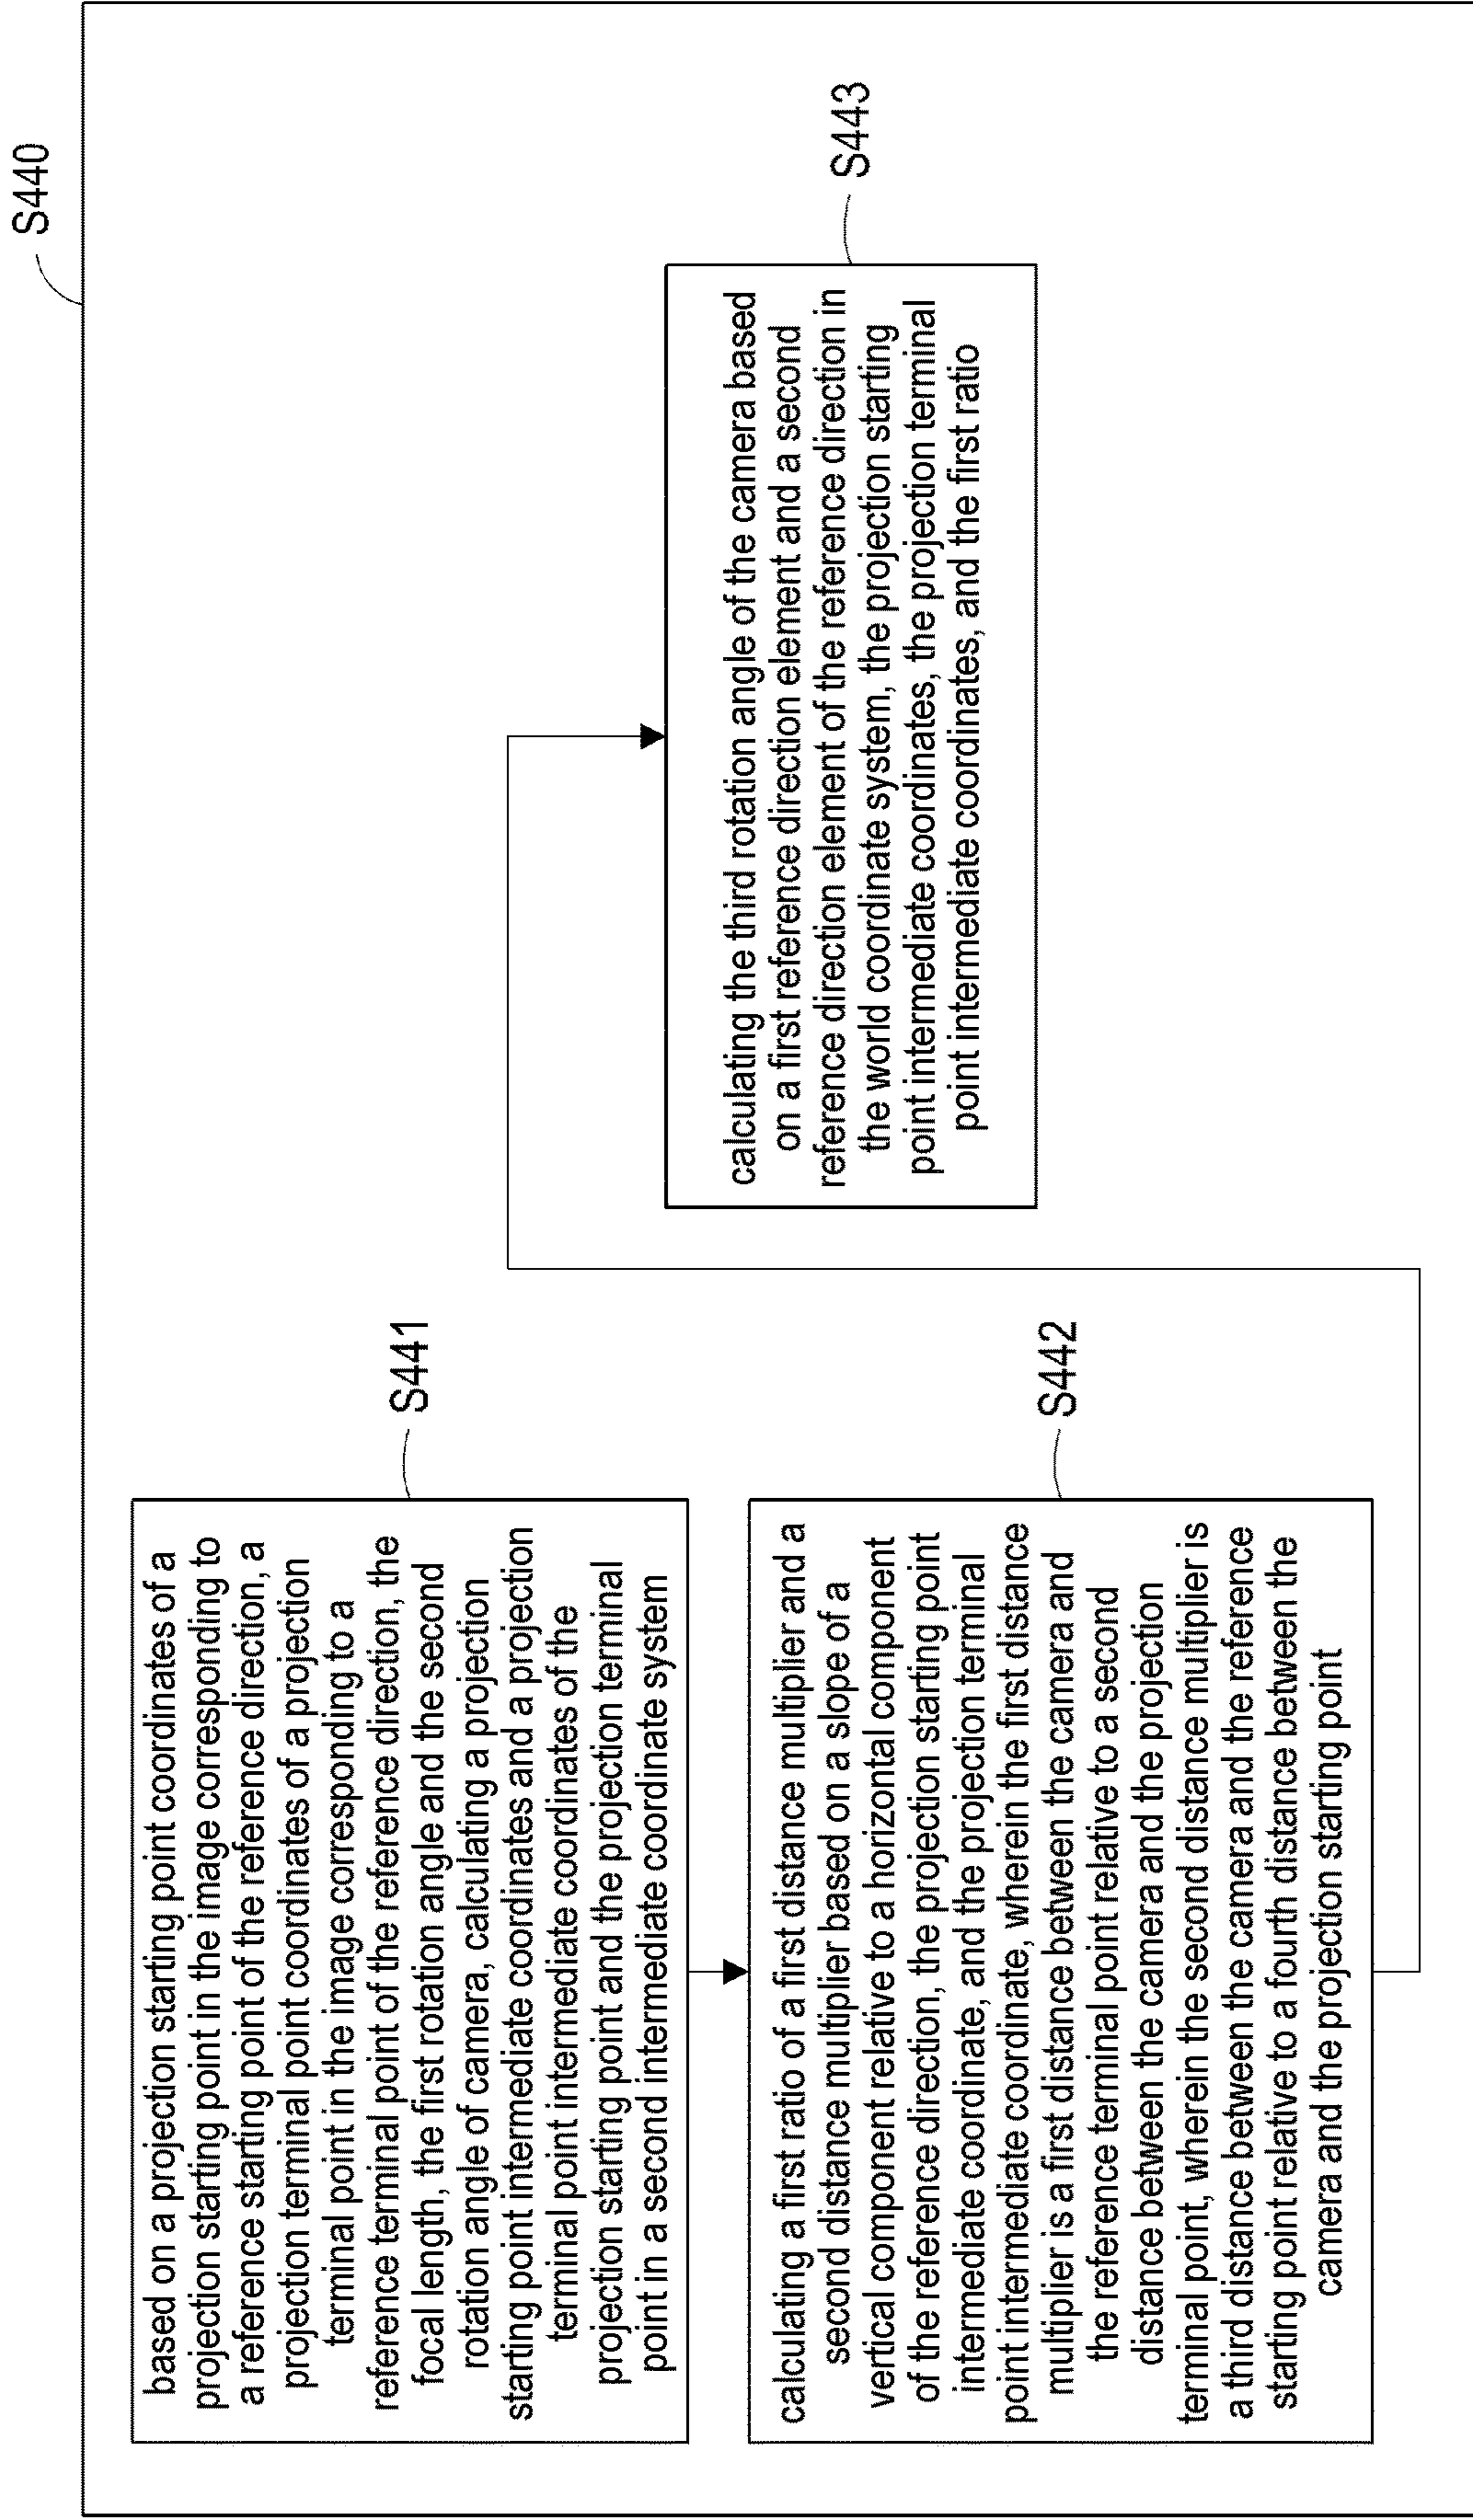 S440
based on a projection starting point coordinates of a
projection starting point in the image corresponding to
a reference starting point of the reference direction, a
projection terminal point coordinates of a projection
terminal point in the image corresponding to a
reference terminal point of the reference direction, the
focal length, the first rotation angle and the second
rotation angle of camera, calculating a projection
starting point intermediate coordinates and a projection
terminal point intermediate coordinates of the
projection starting point and the projection terminal
point in a second intermediate coordinate system
S441
calculating a first ratio of a first distance multiplier and a
second distance multiplier based on a slope of a
vertical component relative to a horizontal component
of the reference direction, the projection starting point
intermediate coordinate, and the projection terminal
point intermediate coordinate, wherein the first distance
multiplier is a first distance between the camera and
the reference terminal point relative to a second
distance between the camera and the projection
terminal point, wherein the second distance multiplier is
a third distance between the camera and the reference
starting point relative to a fourth distance between the
camera and the projection starting point
S442
calculating the third rotation angle of the camera based
on a first reference direction element and a second
reference direction element of the reference direction in
the world coordinate system, the projection starting
point intermediate coordinates, the projection terminal
point intermediate coordinates, and the first ratio
S443